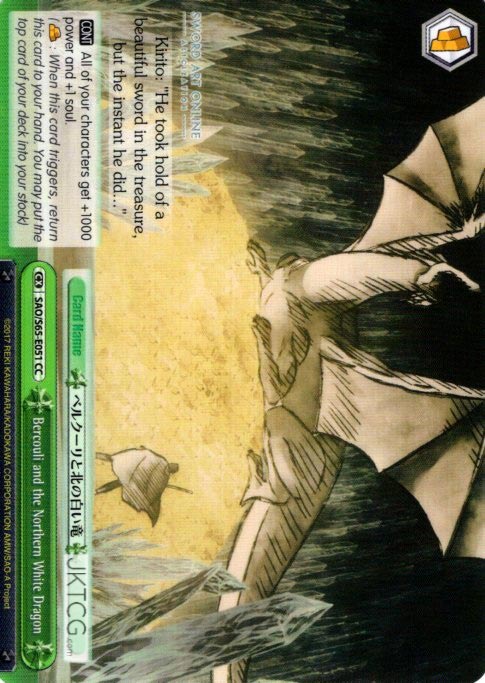 SWORD ART ONLINE
ALICIZATION
Kirito: "He took hold of a
beautiful sword in the treasure,
but the instant he did..."
CONT All of your characters get +1000
power and +1 soul.
( : When this card triggers, return
this card to your hand. You may put the
top card of your deck into your stock)
Card Name
ベルクーリと北の白い竜
JKTCG.com
CX SAO/S65-E051 CC
Bercouli and the Northern White Dragon
©2017 REKI KAWAHARA/KADOKAWA CORPORATION AMW/SAO-A Project